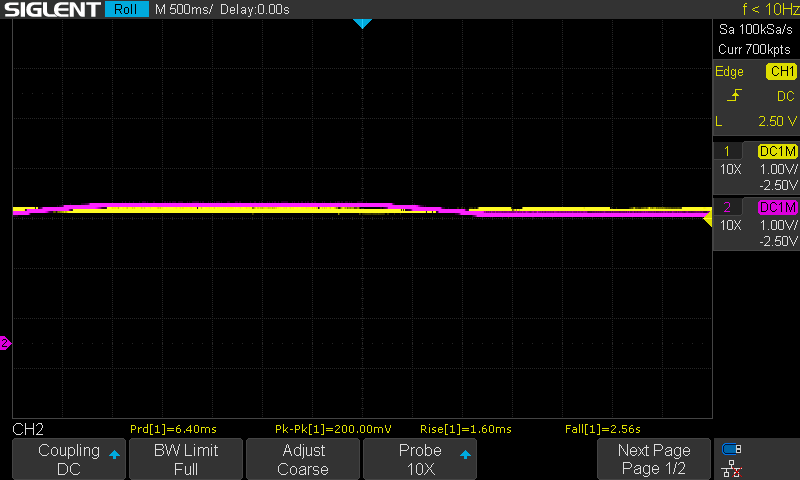 SIGLENT Roll M 500ms/ Delay:0.00s f < 10Hz
Sa 100kSa/s
Curr 700kpts
Edge CH1
DC
L 2.50 V
1 DC1M
10X 1.00V/
-2.50V
2 DC1M
10X 1.00V/
-2.50V
2
CH2 Prd[1]=6.40ms Pk-Pk[1]=200.00mV Rise[1]=1.60ms Fall[1]=2.56s
Coupling BW Limit Adjust Probe Next Page
DC Full Coarse 10X Page 1/2